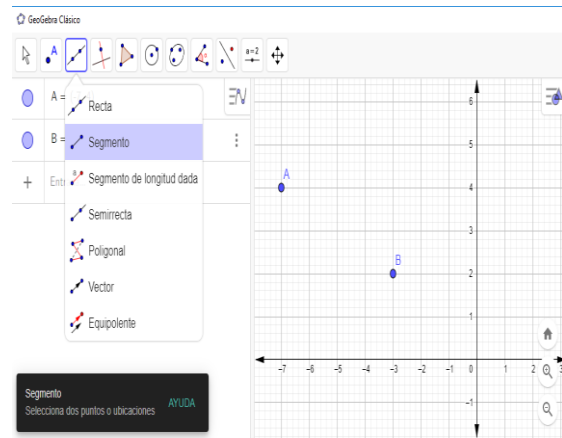 GeoGebra Clásico
A
a=2
A =
Recta
B =
Segmento
a
Segmento de longitud dada
Semirrecta
Poligonal
Vector
Equipolente
Segmento
Selecciona dos puntos o ubicaciones
AYUDA
6
5
A
4
3
B
2
1
-7 -6 -5 -4 -3 -2 -1 0 1 2 3
-1